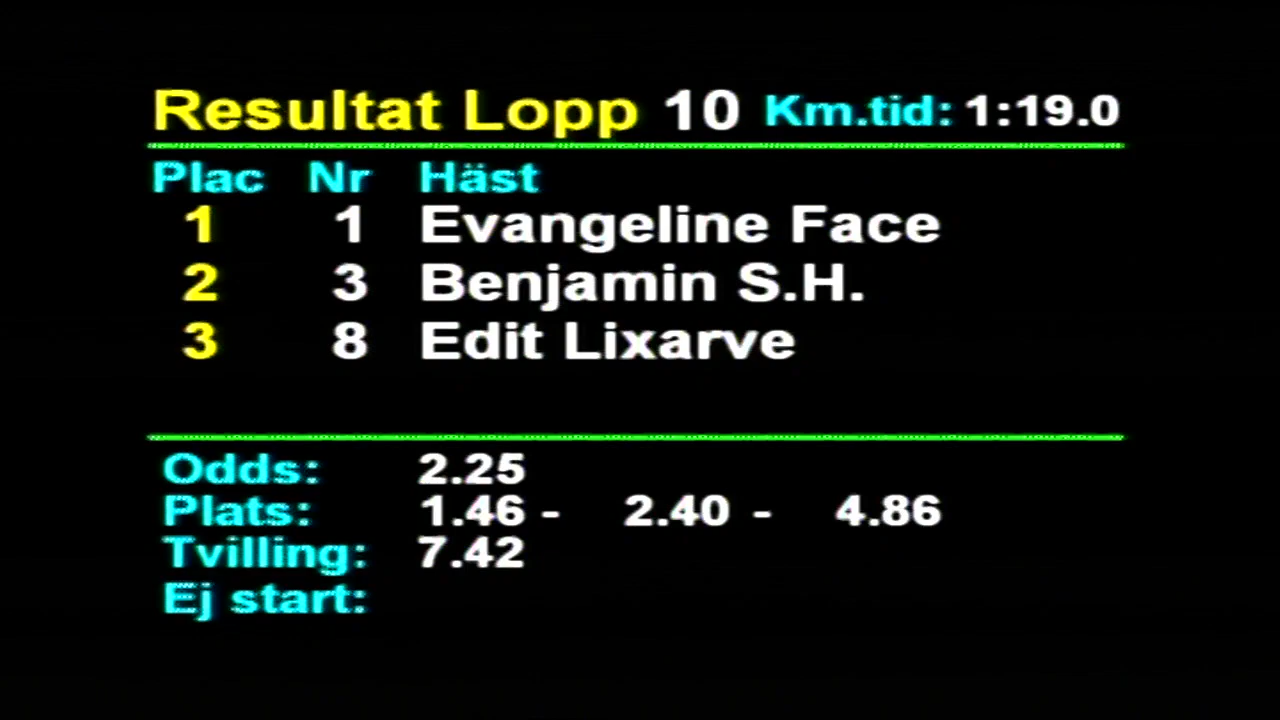 Resultat Lopp 10 Km.tid: 1:19.0
Plac Nr Häst
1 1 Evangeline Face
2 3 Benjamin S.H.
3 8 Edit Lixarve
Odds: 2.25
Plats: 1.46 - 2.40 - 4.86
Tvilling: 7.42
Ej start: